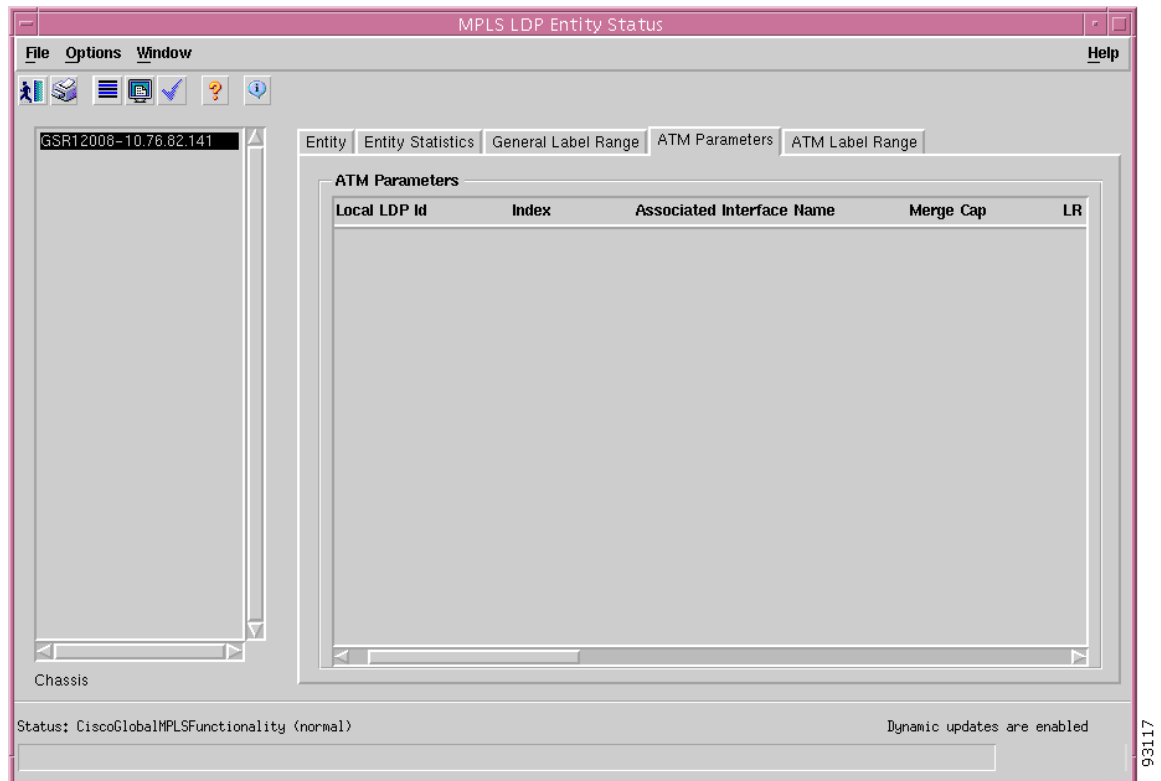 MPLS LDP Entity Status
File Options Window Help
GSR12008-10.76.82.141
Entity Entity Statistics General Label Range ATM Parameters ATM Label Range
ATM Parameters
Local LDP Id Index Associated Interface Name Merge Cap LR
Chassis
Status: CiscoGlobalMPLSFunctionality (normal) Dynamic updates are enabled
93117